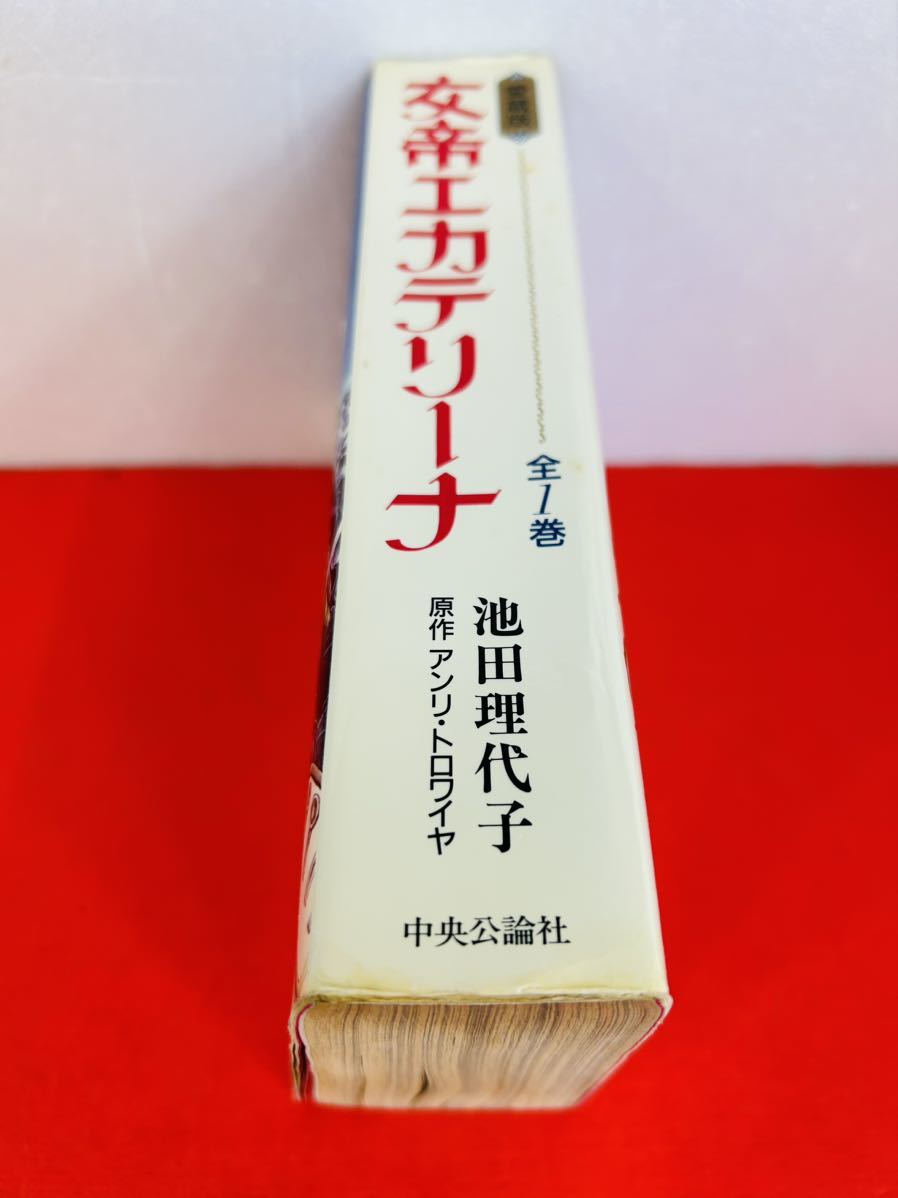 愛蔵版
女帝エカテリーナ
全1巻
池田理代子
原作 アンリ・トロワイヤ
中央公論社